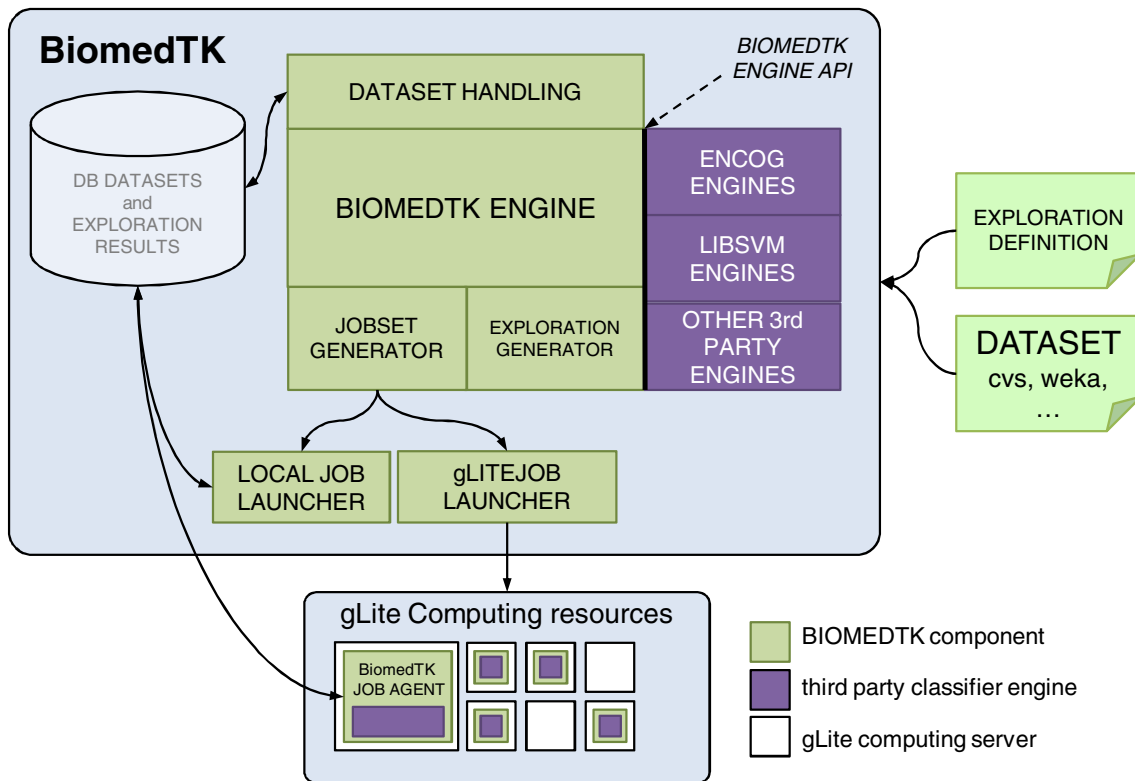 BiomedTK
BIOMEDTK
ENGINE API
DATASET HANDLING
DB DATASETS
and
EXPLORATION
RESULTS
BIOMEDTK ENGINE
ENCOG
ENGINES
LIBSVM
ENGINES
OTHER 3rd
PARTY
ENGINES
JOBSET
GENERATOR
EXPLORATION
GENERATOR
EXPLORATION
DEFINITION
DATASET
cvs, weka,
...
LOCAL JOB
LAUNCHER
gLITEJOB
LAUNCHER
gLite Computing resources
BiomedTK
JOB AGENT
BIOMEDTK component
third party classifier engine
gLite computing server